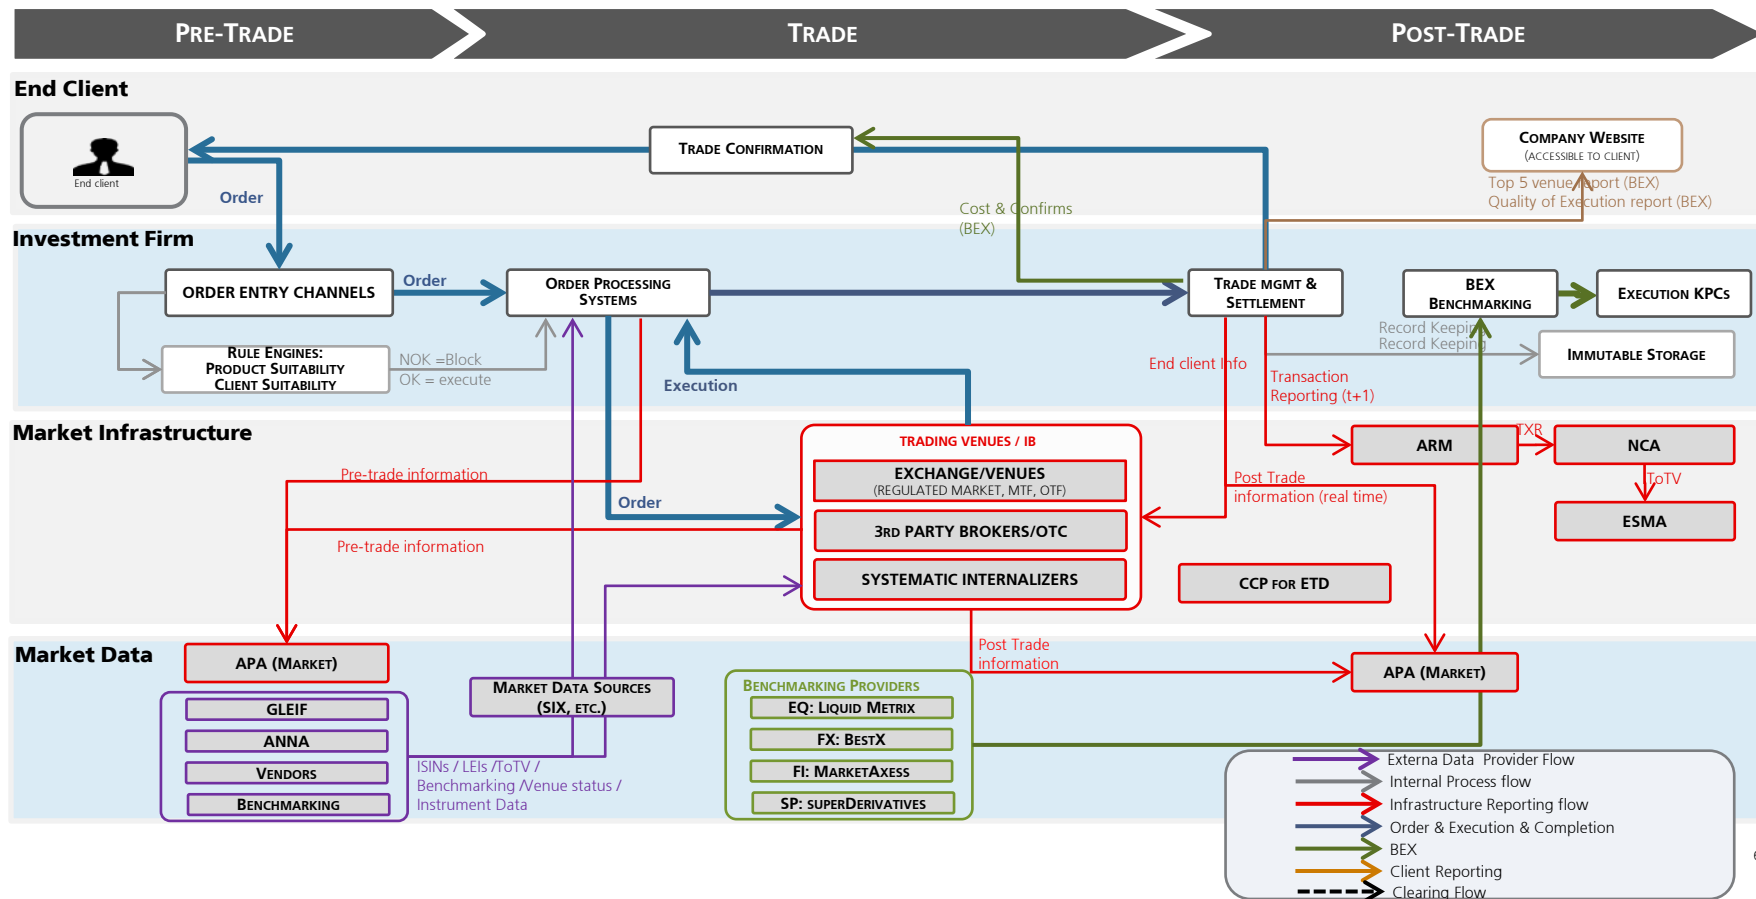 PRE-TRADE
TRADE
POST-TRADE
End Client
End client
Order
TRADE CONFIRMATION
COMPANY WEBSITE
(ACCESSIBLE TO CLIENT)
Top 5 venue report (BEX)
Quality of Execution report (BEX)
Cost & Confirms
(BEX)
Investment Firm
ORDER ENTRY CHANNELS
Order
ORDER PROCESSING
SYSTEMS
TRADE MGMT &
SETTLEMENT
BEX
BENCHMARKING
EXECUTION KPCS
RULE ENGINES:
PRODUCT SUITABILITY
CLIENT SUITABILITY
NOK =Block
OK = execute
Execution
End client Info
Record Keeping
Record Keeping
IMMUTABLE STORAGE
Transaction
Reporting (t+1)
Market Infrastructure
TRADING VENUES / IB
EXCHANGE/VENUES
(REGULATED MARKET, MTF, OTF)
3RD PARTY BROKERS/OTC
SYSTEMATIC INTERNALIZERS
Pre-trade information
Order
Pre-trade information
Post Trade
information (real time)
ARM
TXR
NCA
ToTV
ESMA
CCP FOR ETD
Market Data
APA (MARKET)
GLEIF
ANNA
VENDORS
BENCHMARKING
MARKET DATA SOURCES
(SIX, ETC.)
ISINs / LEIs /ToTV /
Benchmarking /Venue status /
Instrument Data
BENCHMARKING PROVIDERS
EQ: LIQUID METRIX
FX: BESTX
FI: MARKETAXESS
SP: SUPERDERIVATIVES
Post Trade
information
APA (MARKET)
Externa Data Provider Flow
Internal Process flow
Infrastructure Reporting flow
Order & Execution & Completion
BEX
Client Reporting
Clearing Flow